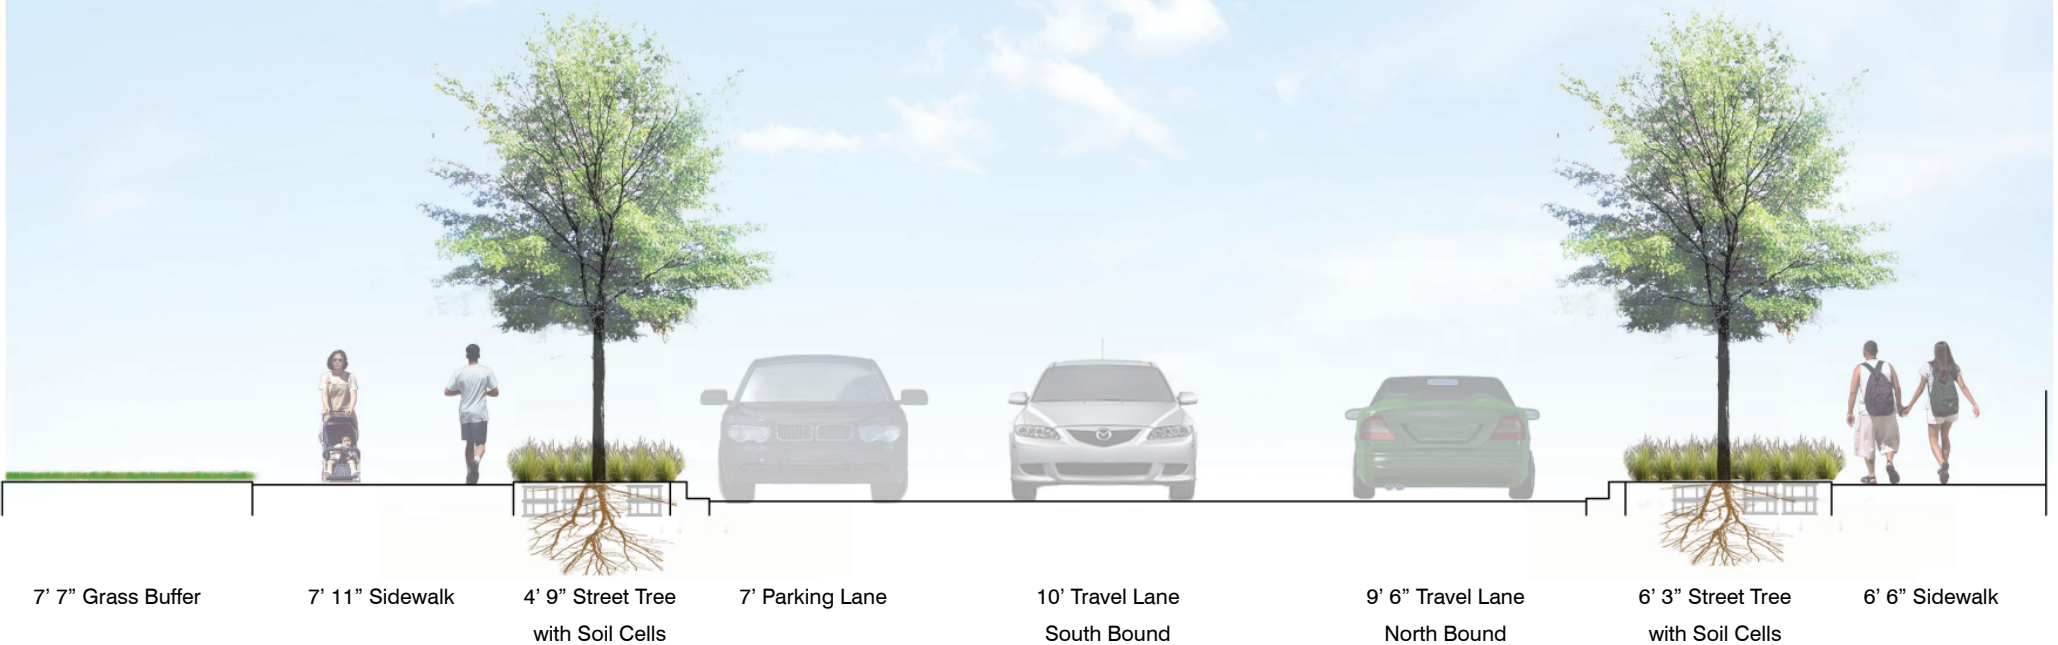 7’ 7” Grass Buffer
7’ 11” Sidewalk
4’ 9” Street Tree
with Soil Cells
7’ Parking Lane
10’ Travel Lane
South Bound
9’ 6” Travel Lane
North Bound
6’ 3” Street Tree
with Soil Cells
6’ 6” Sidewalk